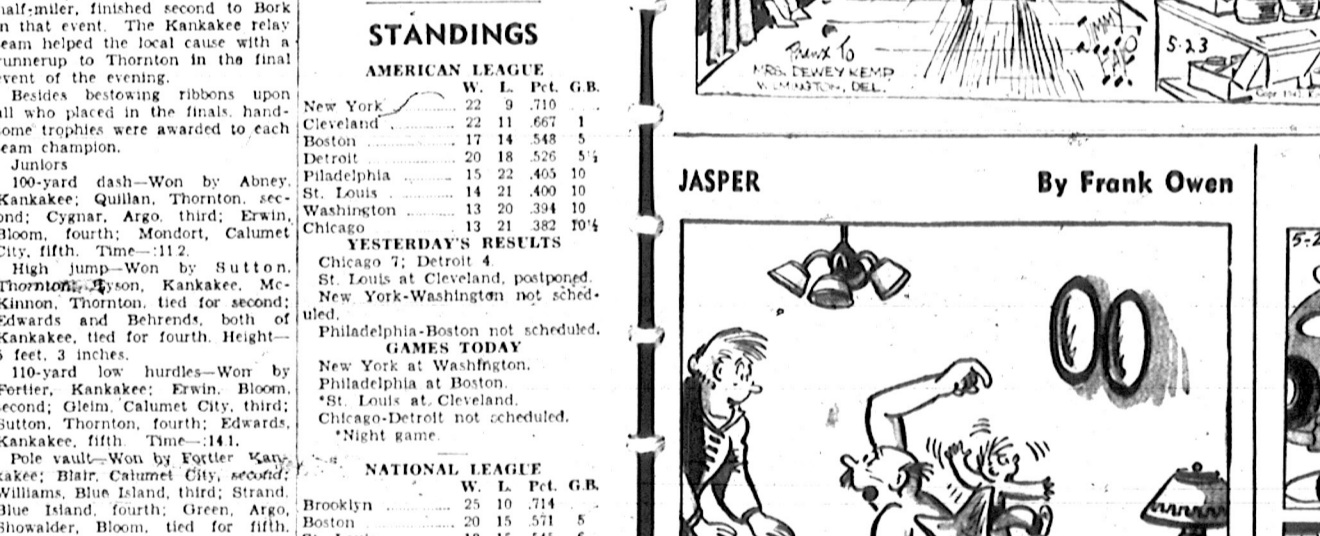 half-miler, finished second to Bork
in that event. The Kankakee relay
team helped the local cause with a
runnerup to Thornton in the final
event of the evening.
Besides bestowing ribbons upon
all who placed in the finals, hand-
some trophies were awarded to each
team champion.
Juniors
100-yard dash—Won by Abney,
Kankakee; Quillan, Thornton, sec-
ond; Cygnar, Argo, third; Erwin,
Bloom, fourth; Mondort, Calumet
City, fifth. Time—:11.2.
High jump—Won by Sutton,
Thornton; Tyson, Kankakee, Mc-
Kinnon, Thornton, tied for second;
Edwards and Behrends, both of
Kankakee, tied for fourth. Height—
5 feet, 3 inches.
110-yard low hurdles—Won by
Fortier, Kankakee; Erwin, Bloom,
second; Gleim, Calumet City, third;
Sutton, Thornton, fourth; Edwards,
Kankakee, fifth. Time—:14.1.
Pole vault—Won by Fortier Kan-
kakee; Blair, Calumet City, second;
Williams, Blue Island, third; Strand,
Blue Island, fourth; Green, Argo,
Showalder, Bloom, tied for fifth.
STANDINGS
AMERICAN LEAGUE
W. L. Pct. G.B.
New York 22 9 .710
Cleveland 22 11 .667 1
Boston 17 14 .548 5
Detroit 20 18 .526 5½
Piladelphia 15 22 .405 10
St. Louis 14 21 .400 10
Washington 13 20 .394 10
Chicago 13 21 .382 10½
YESTERDAY'S RESULTS
Chicago 7; Detroit 4.
St. Louis at Cleveland, postponed.
New York-Washington not sched-
uled.
Philadelphia-Boston not scheduled.
GAMES TODAY
New York at Washington.
Philadelphia at Boston.
*St. Louis at Cleveland.
Chicago-Detroit not scheduled.
*Night game.
NATIONAL LEAGUE
W. L. Pct. G.B.
Brooklyn 25 10 .714
Boston 20 15 .571 5
Thanx To
MRS. DEWEY KEMP
WILMINGTON, DEL.
JIMMY
HATLO
5-23
JASPER By Frank Owen